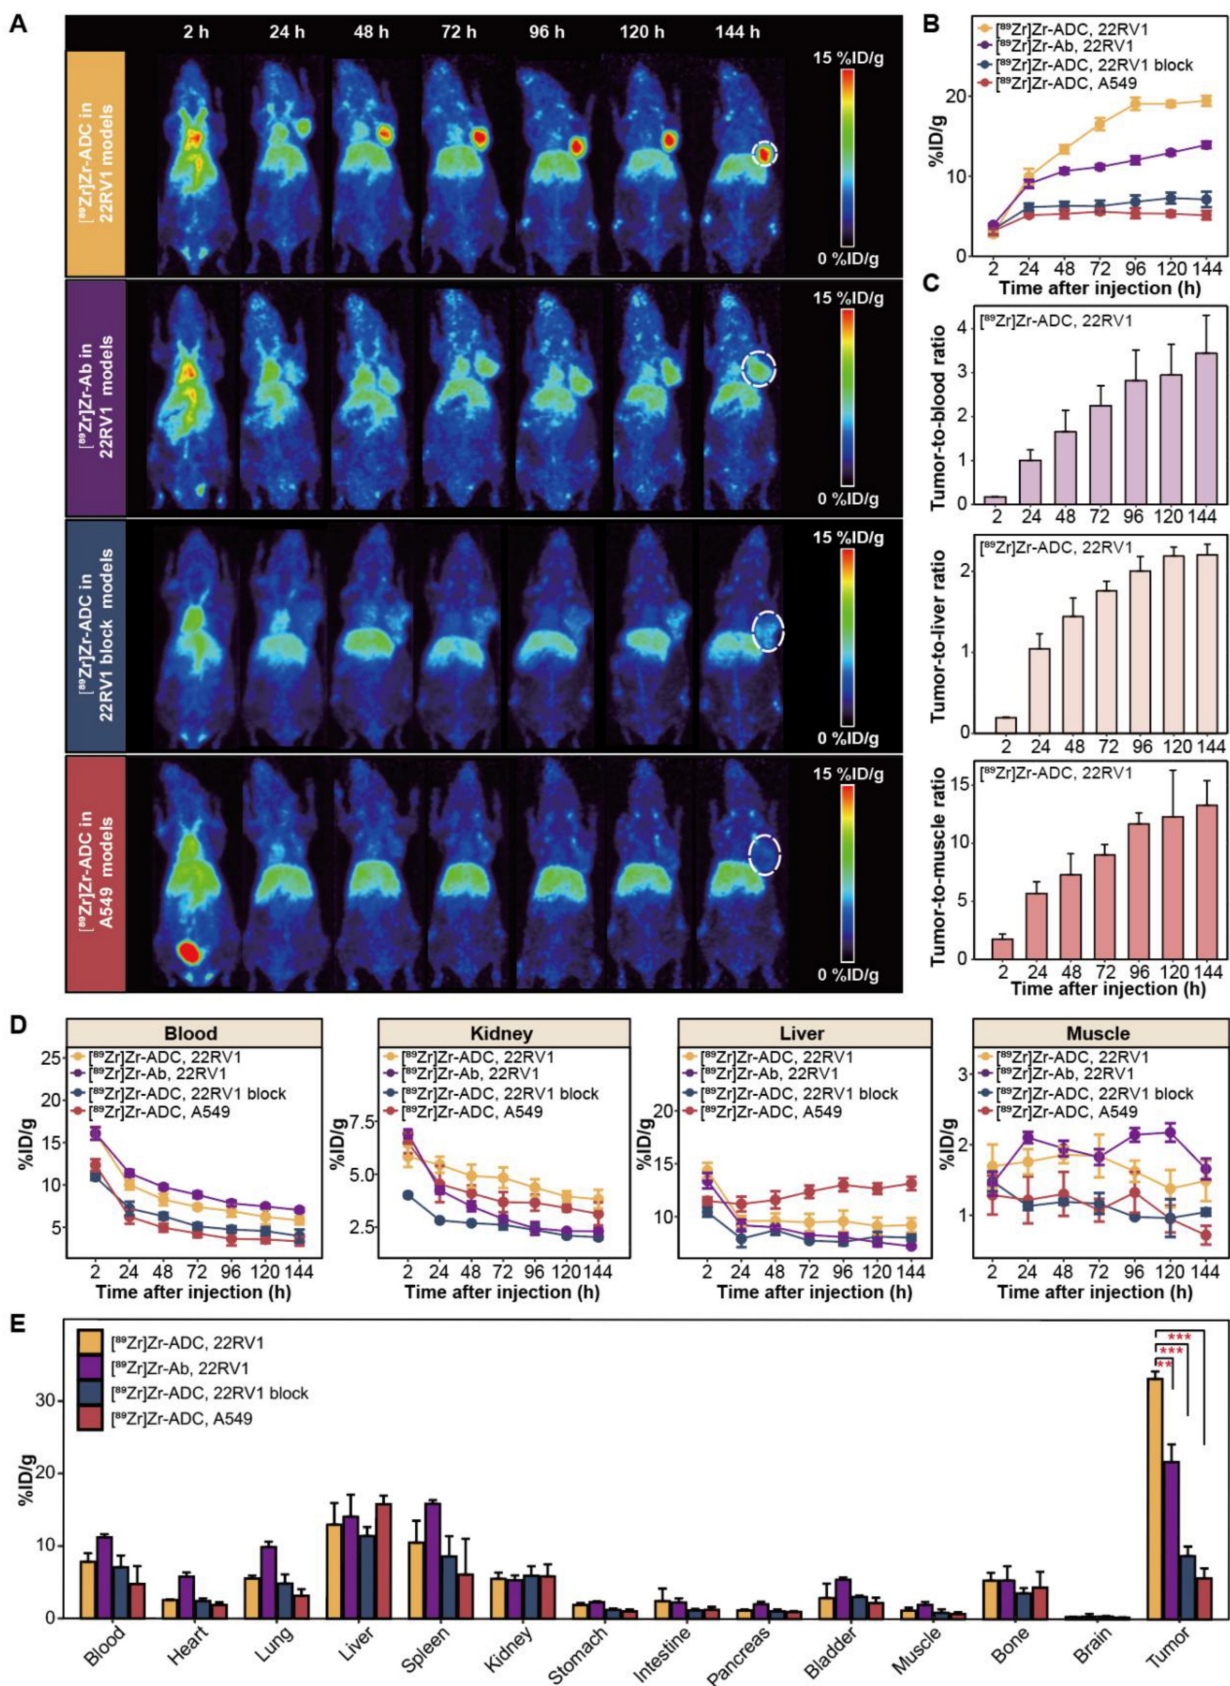 A
2 h 24 h 48 h 72 h 96 h 120 h 144 h
[⁸⁹Zr]Zr-ADC in
22RV1 models
15 %ID/g
0 %ID/g
[⁸⁹Zr]Zr-Ab in
22RV1 models
15 %ID/g
0 %ID/g
[⁸⁹Zr]Zr-ADC in
22RV1 block models
15 %ID/g
0 %ID/g
[⁸⁹Zr]Zr-ADC in
A549 models
15 %ID/g
0 %ID/g
B
[⁸⁹Zr]Zr-ADC, 22RV1
[⁸⁹Zr]Zr-Ab, 22RV1
[⁸⁹Zr]Zr-ADC, 22RV1 block
[⁸⁹Zr]Zr-ADC, A549
%ID/g
20
10
0
2 24 48 72 96 120 144
Time after injection (h)
C
[⁸⁹Zr]Zr-ADC, 22RV1
Tumor-to-blood ratio
4
3
2
1
0
2 24 48 72 96 120 144
[⁸⁹Zr]Zr-ADC, 22RV1
Tumor-to-liver ratio
2
1
0
2 24 48 72 96 120 144
[⁸⁹Zr]Zr-ADC, 22RV1
Tumor-to-muscle ratio
15
10
5
0
2 24 48 72 96 120 144
Time after injection (h)
D
Blood
[⁸⁹Zr]Zr-ADC, 22RV1
[⁸⁹Zr]Zr-Ab, 22RV1
[⁸⁹Zr]Zr-ADC, 22RV1 block
[⁸⁹Zr]Zr-ADC, A549
%ID/g
25
20
15
10
5
2 24 48 72 96 120 144
Time after injection (h)
Kidney
[⁸⁹Zr]Zr-ADC, 22RV1
[⁸⁹Zr]Zr-Ab, 22RV1
[⁸⁹Zr]Zr-ADC, 22RV1 block
[⁸⁹Zr]Zr-ADC, A549
%ID/g
7.5
5.0
2.5
2 24 48 72 96 120 144
Time after injection (h)
Liver
[⁸⁹Zr]Zr-ADC, 22RV1
[⁸⁹Zr]Zr-Ab, 22RV1
[⁸⁹Zr]Zr-ADC, 22RV1 block
[⁸⁹Zr]Zr-ADC, A549
%ID/g
20
15
10
2 24 48 72 96 120 144
Time after injection (h)
Muscle
[⁸⁹Zr]Zr-ADC, 22RV1
[⁸⁹Zr]Zr-Ab, 22RV1
[⁸⁹Zr]Zr-ADC, 22RV1 block
[⁸⁹Zr]Zr-ADC, A549
%ID/g
3
2
1
2 24 48 72 96 120 144
Time after injection (h)
E
[⁸⁹Zr]Zr-ADC, 22RV1
[⁸⁹Zr]Zr-Ab, 22RV1
[⁸⁹Zr]Zr-ADC, 22RV1 block
[⁸⁹Zr]Zr-ADC, A549
***
***
**
%ID/g
30
20
10
0
Blood Heart Lung Liver Spleen Kidney Stomach Intestine Pancreas Bladder Muscle Bone Brain Tumor